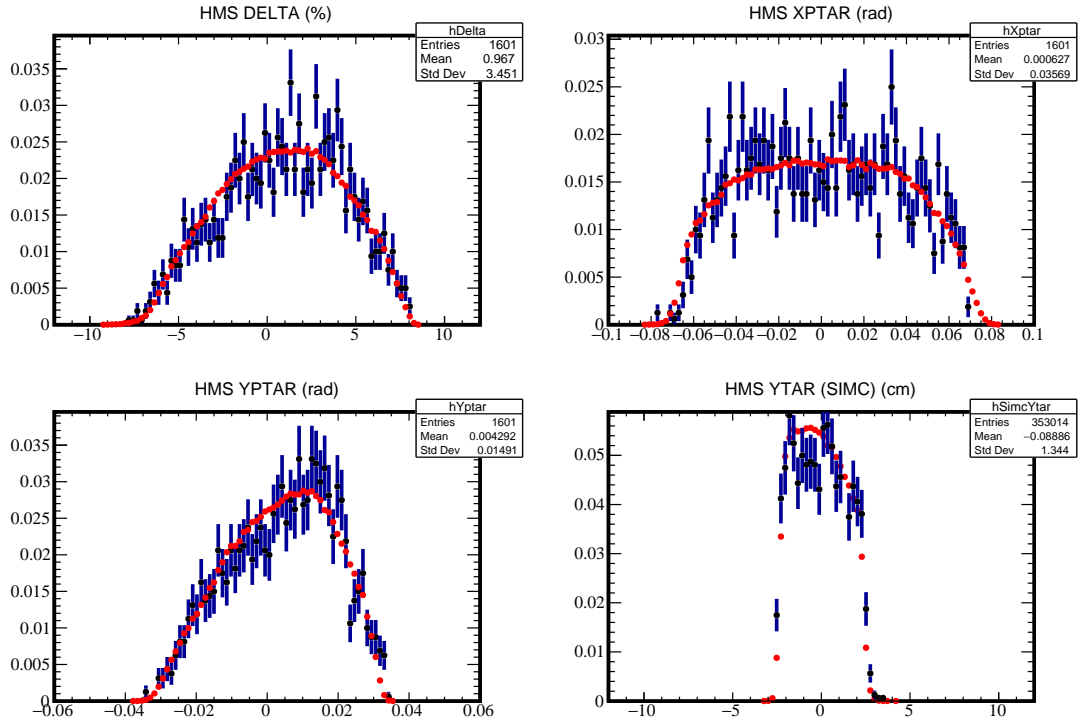 HMS DELTA (%)
hDelta
Entries 1601
Mean 0.967
Std Dev 3.451
0.035
0.03
0.025
0.02
0.015
0.01
0.005
0
−10 −5 0 5 10
HMS XPTAR (rad)
hXptar
Entries 1601
Mean 0.000627
Std Dev 0.03569
0.03
0.025
0.02
0.015
0.01
0.005
0
−0.1 −0.08 −0.06 −0.04 −0.02 0 0.02 0.04 0.06 0.08 0.1
HMS YPTAR (rad)
hYptar
Entries 1601
Mean 0.004292
Std Dev 0.01491
0.035
0.03
0.025
0.02
0.015
0.01
0.005
0
−0.06 −0.04 −0.02 0 0.02 0.04 0.06
HMS YTAR (SIMC) (cm)
hSimcYtar
Entries 353014
Mean −0.08886
Std Dev 1.344
0.05
0.04
0.03
0.02
0.01
0
−10 −5 0 5 10